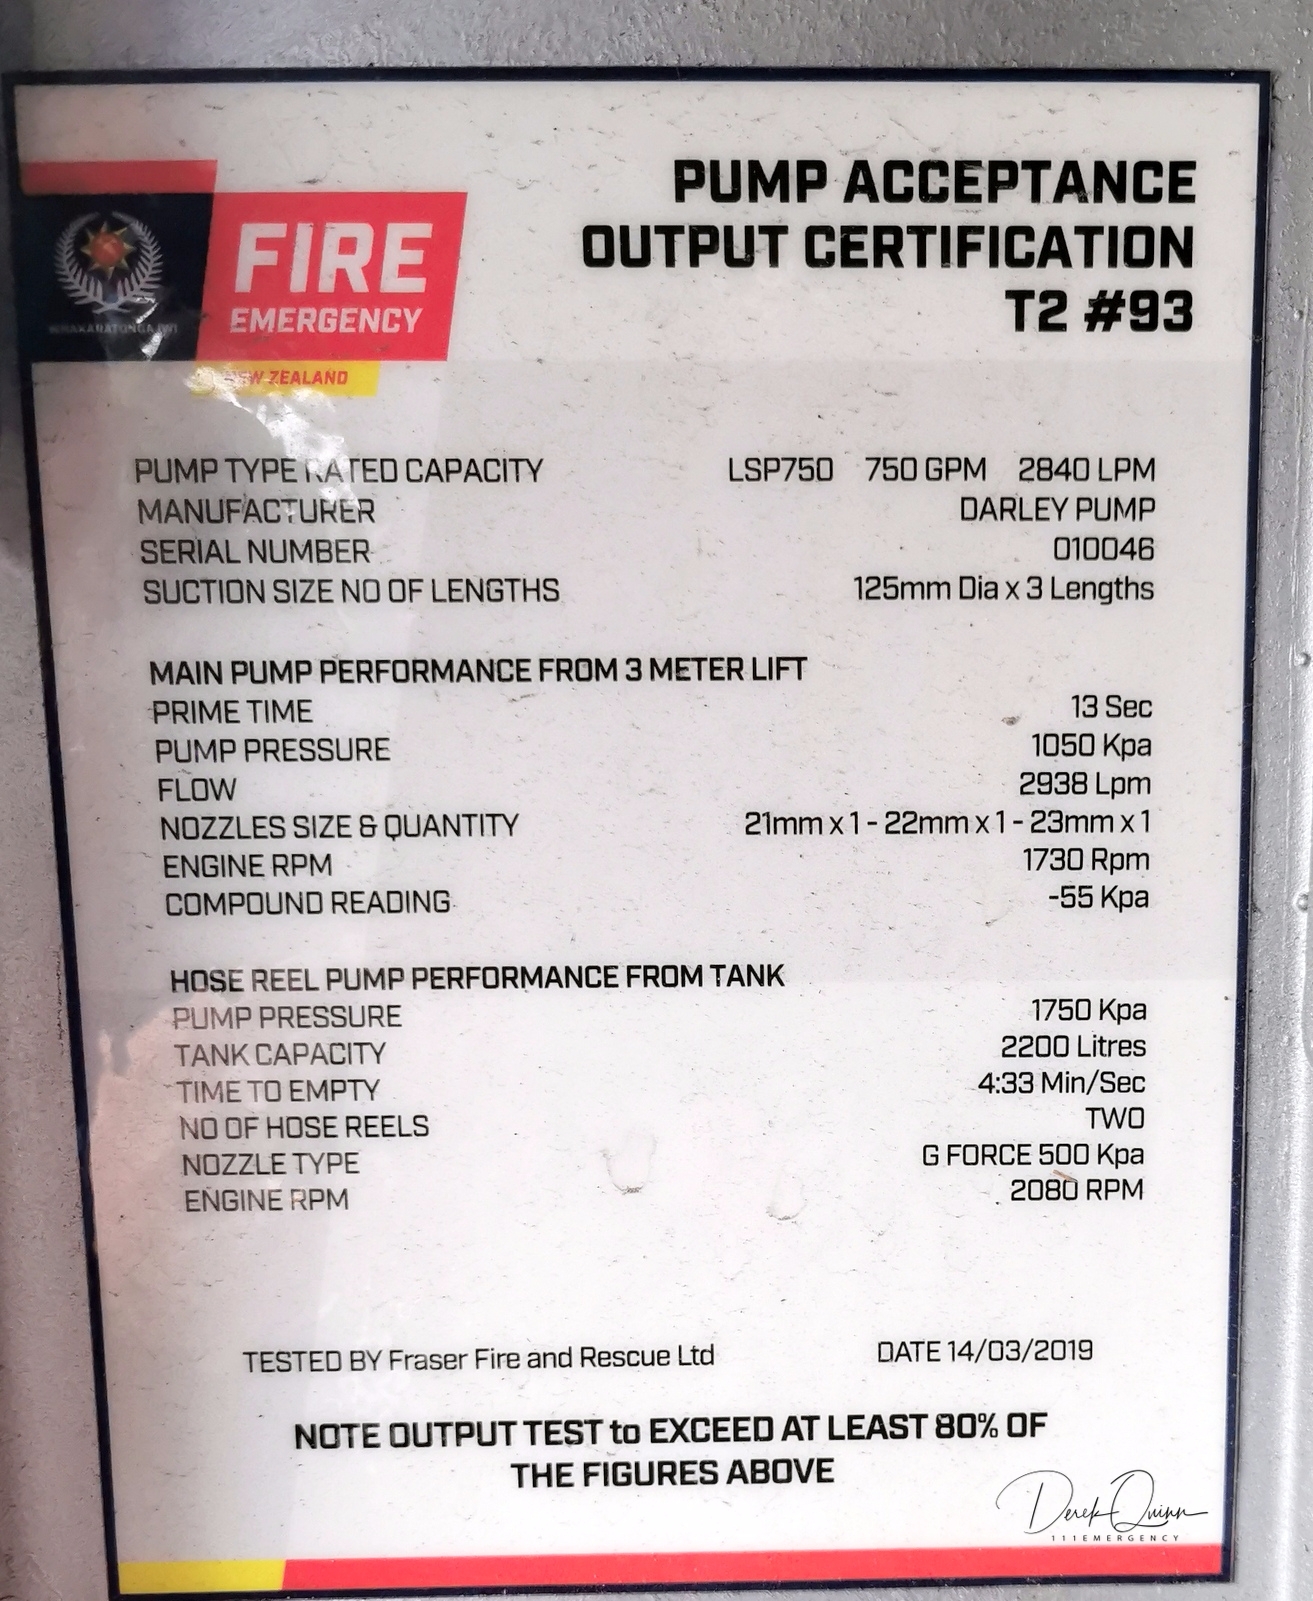 PUMP ACCEPTANCE
OUTPUT CERTIFICATION
T2 #93
FIRE
EMERGENCY
NEW ZEALAND
PUMP TYPE RATED CAPACITY LSP750 750 GPM 2840 LPM
MANUFACTURER DARLEY PUMP
SERIAL NUMBER 010046
SUCTION SIZE NO OF LENGTHS 125mm Dia x 3 Lengths
MAIN PUMP PERFORMANCE FROM 3 METER LIFT
PRIME TIME 13 Sec
PUMP PRESSURE 1050 Kpa
FLOW 2938 Lpm
NOZZLES SIZE & QUANTITY 21mm x 1 - 22mm x 1 - 23mm x 1
ENGINE RPM 1730 Rpm
COMPOUND READING -55 Kpa
HOSE REEL PUMP PERFORMANCE FROM TANK
PUMP PRESSURE 1750 Kpa
TANK CAPACITY 2200 Litres
TIME TO EMPTY 4:33 Min/Sec
NO OF HOSE REELS TWO
NOZZLE TYPE G FORCE 500 Kpa
ENGINE RPM 2080 RPM
TESTED BY Fraser Fire and Rescue Ltd DATE 14/03/2019
NOTE OUTPUT TEST to EXCEED AT LEAST 80% OF
THE FIGURES ABOVE
Derek Quinn
111EMERGENCY